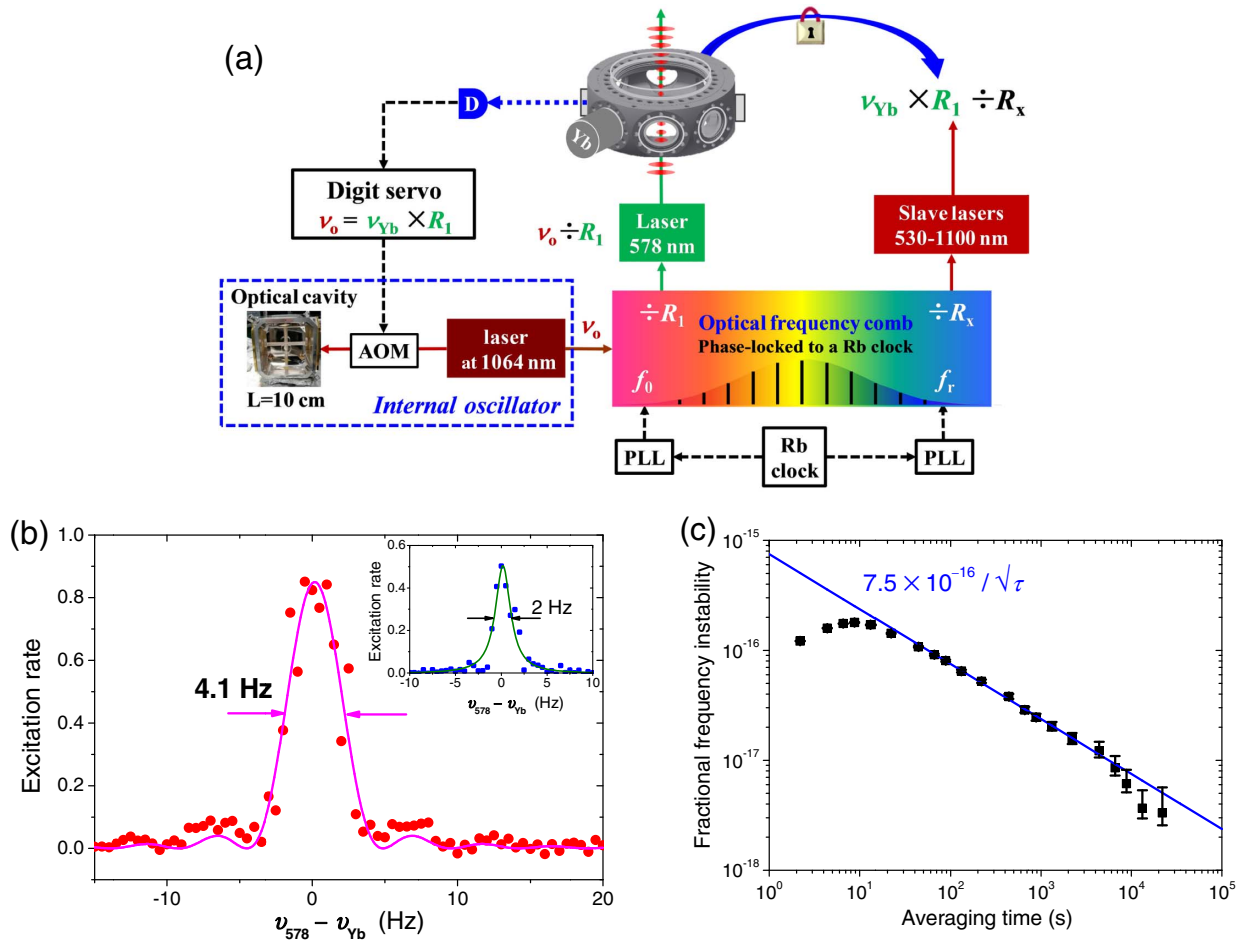 (a)
D
Yb
ν_Yb × R_1 ÷ R_x
Digit servo
ν_o = ν_Yb × R_1
ν_o ÷ R_1
Laser
578 nm
Slave lasers
530-1100 nm
Optical cavity
L=10 cm
AOM
laser
at 1064 nm
Internal oscillator
ν_o
÷R_1
Optical frequency comb
Phase-locked to a Rb clock
÷R_x
f_0
f_r
PLL
Rb
clock
PLL
(b)
Excitation rate
1.0
0.8
0.6
0.4
0.2
0.0
-10
0
10
20
4.1 Hz
υ_578 − υ_Yb (Hz)
Excitation rate
0.6
0.4
0.2
0.0
-10
-5
0
5
10
2 Hz
υ_578 − υ_Yb (Hz)
(c)
Fractional frequency instability
10^-15
10^-16
10^-17
10^-18
7.5 × 10^−16 / √τ
10^0
10^1
10^2
10^3
10^4
10^5
Averaging time (s)